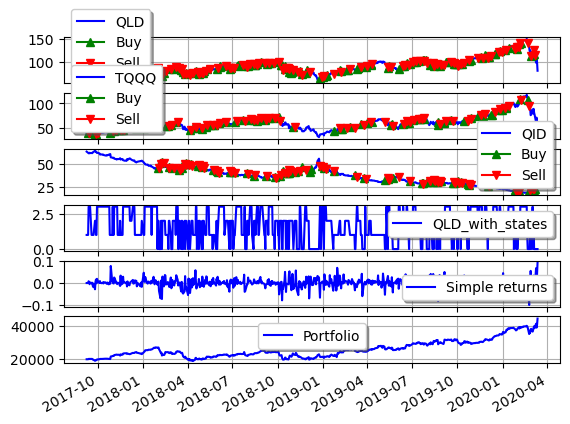 QLD
Buy
Sell
150
100
TQQQ
Buy
Sell
100
50
QID
Buy
Sell
50
25
QLD_with_states
2.5
0.0
Simple returns
0.1
0.0
-0.1
Portfolio
40000
20000
2017-10 2018-01 2018-04 2018-07 2018-10 2019-01 2019-04 2019-07 2019-10 2020-01 2020-04